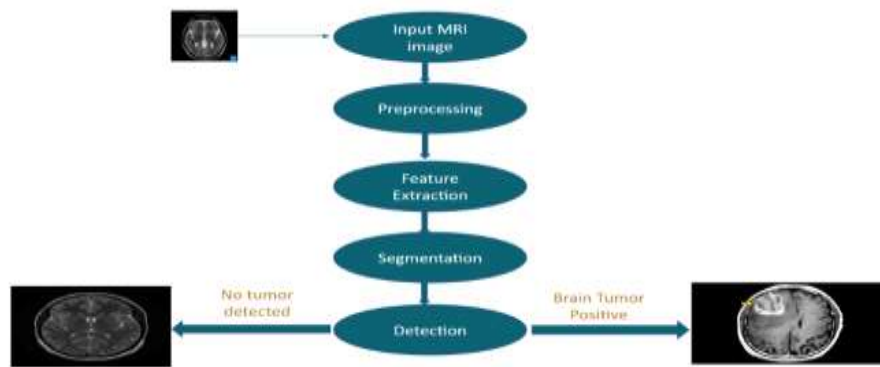 Input MRI
image
Preprocessing
Feature
Extraction
Segmentation
No tumor
detected
Brain Tumor
Positive
Detection